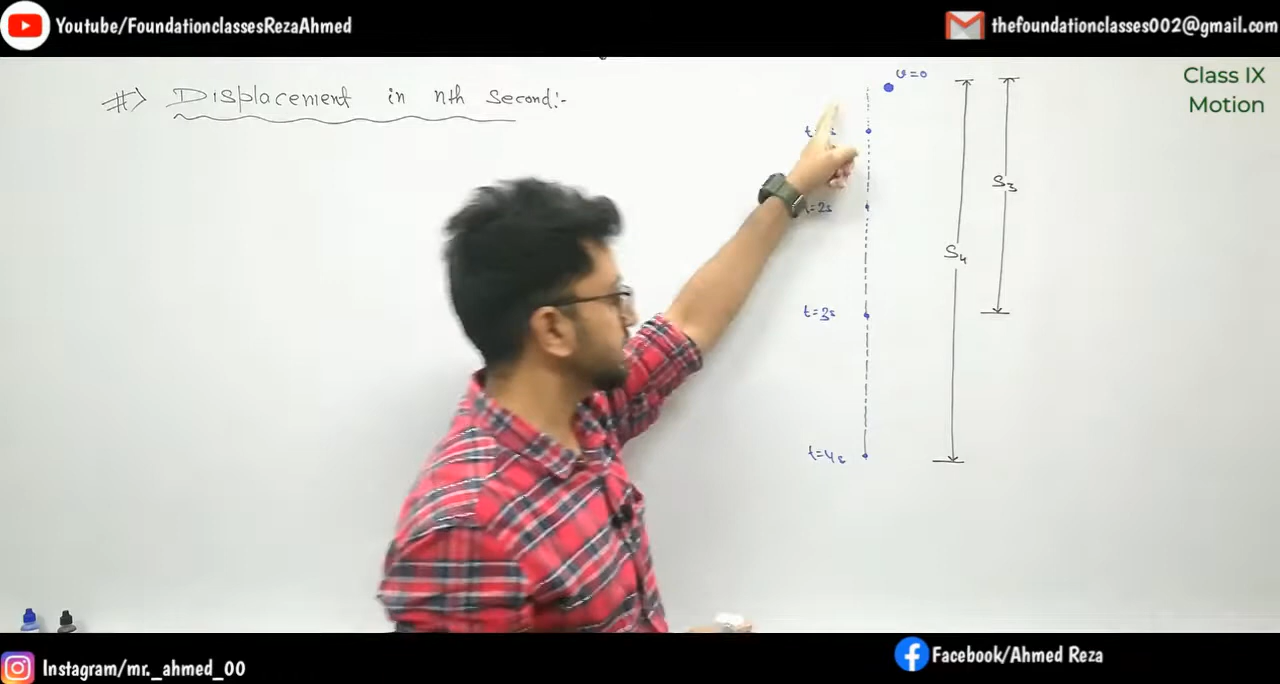 Youtube/FoundationclassesRezaAhmed
thefoundationclasses002@gmail.com
Class IX
Motion
#> Displacement in nth Second:-
υ=0
t=2s
t=3s
t=4s
S₃
S₄
Instagram/mr._ahmed_00
Facebook/Ahmed Reza